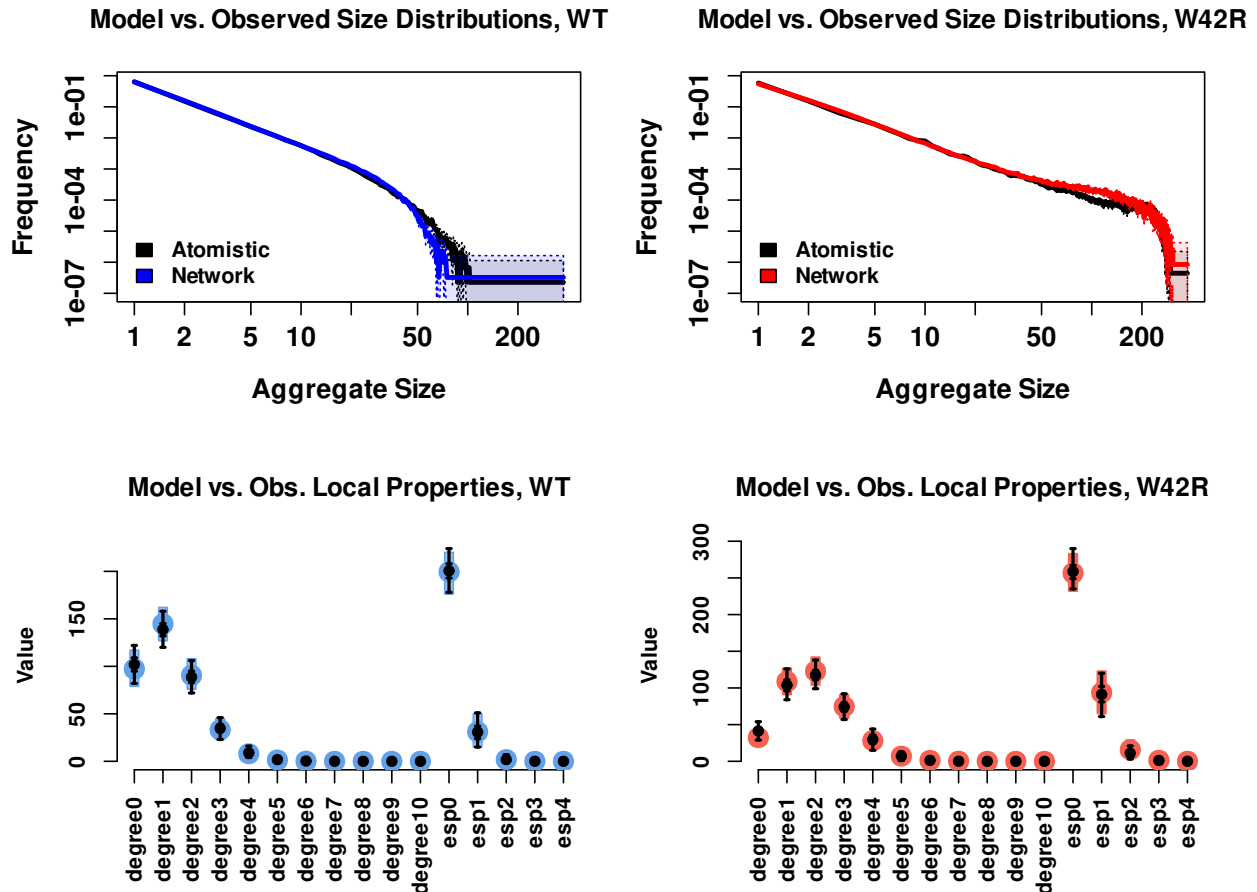 Model vs. Observed Size Distributions, WT
Frequency
1e-01
1e-04
1e-07
Atomistic
Network
1 2 5 10 50 200
Aggregate Size
Model vs. Observed Size Distributions, W42R
Frequency
1e-01
1e-04
1e-07
Atomistic
Network
1 2 5 10 50 200
Aggregate Size
Model vs. Obs. Local Properties, WT
Value
150
50
0
degree0
degree1
degree2
degree3
degree4
degree5
degree6
degree7
degree8
degree9
degree10
esp0
esp1
esp2
esp3
esp4
Model vs. Obs. Local Properties, W42R
Value
300
200
100
0
degree0
degree1
degree2
degree3
degree4
degree5
degree6
degree7
degree8
degree9
degree10
esp0
esp1
esp2
esp3
esp4